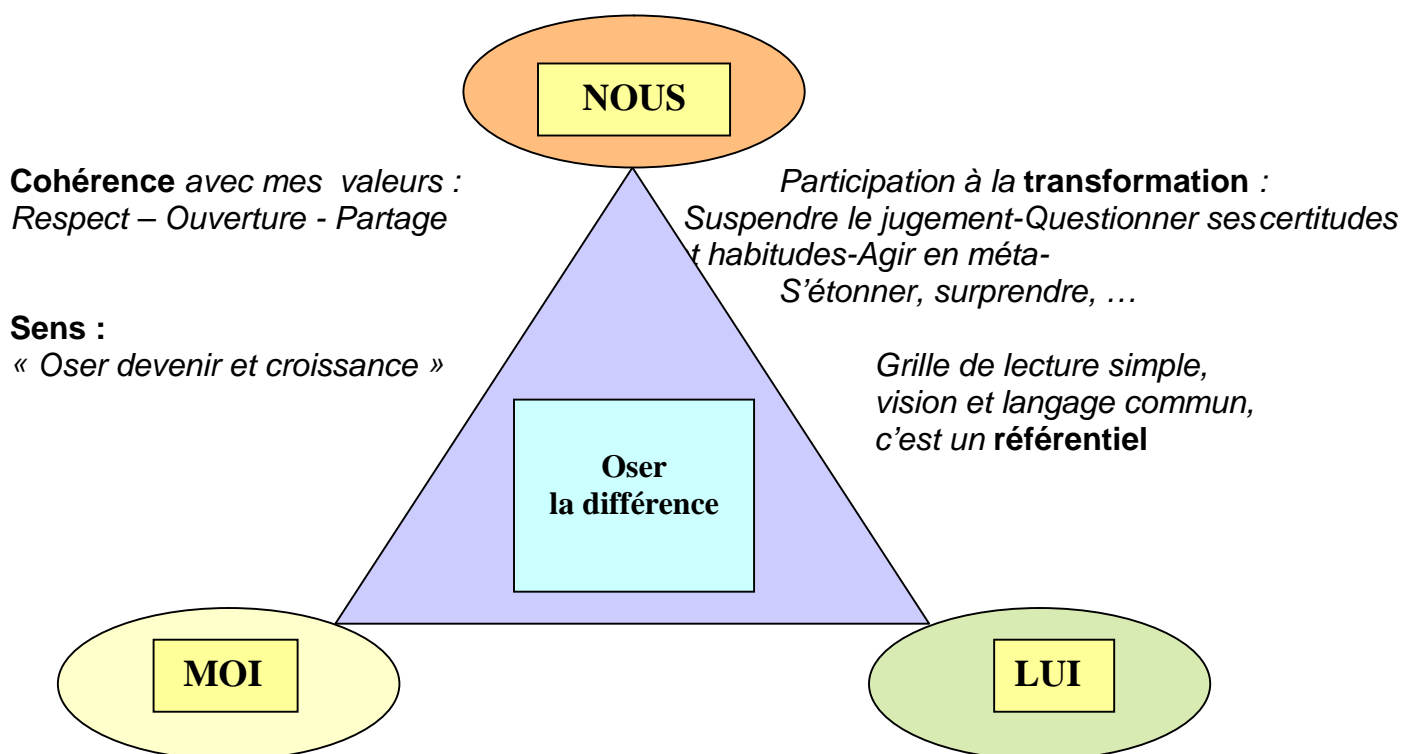 NOUS
Cohérence avec mes valeurs :
Respect – Ouverture - Partage
Participation à la transformation :
Suspendre le jugement-Questionner ses certitudes
t habitudes-Agir en méta-
S’étonner, surprendre, …
Sens :
« Oser devenir et croissance »
Grille de lecture simple,
vision et langage commun,
c’est un référentiel
Oser
la différence
MOI
LUI